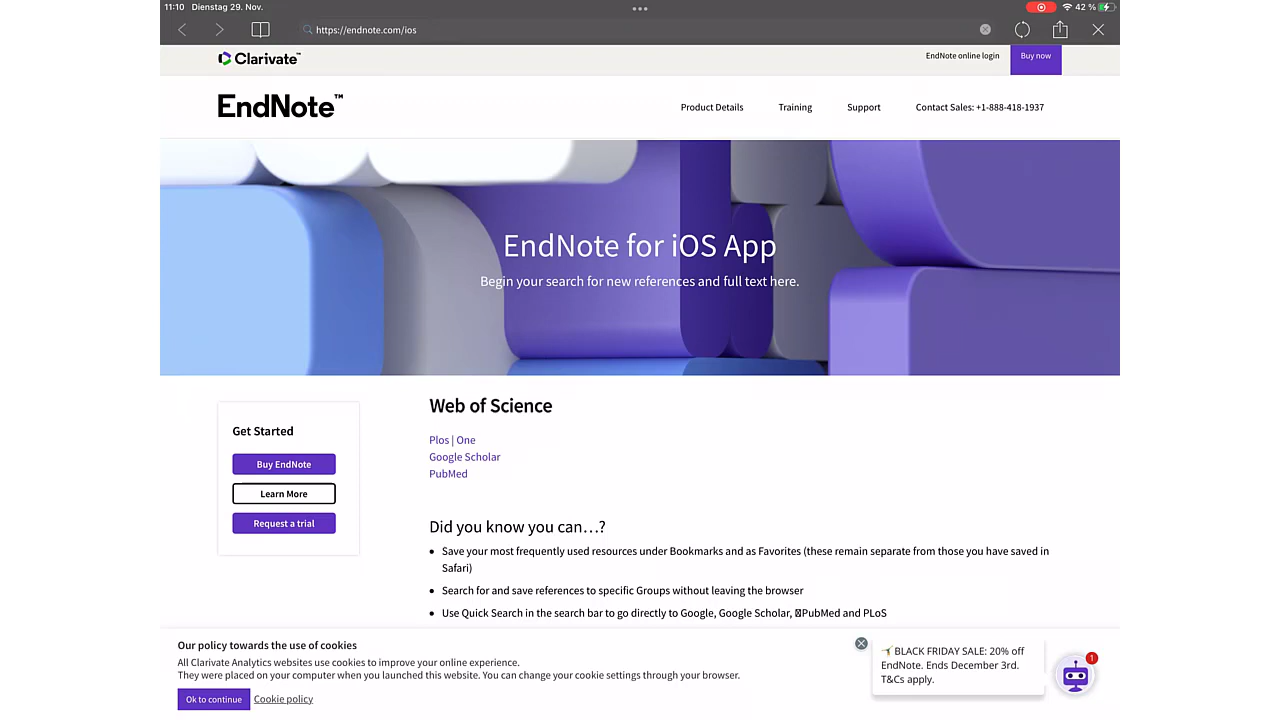 11:10 Dienstag 29. Nov.
42 %
https://endnote.com/ios
Clarivate™
EndNote online login
Buy now
EndNote™
Product Details
Training
Support
Contact Sales: +1-888-418-1937
EndNote for iOS App
Begin your search for new references and full text here.
Get Started
Buy EndNote
Learn More
Request a trial
Web of Science
Plos | One
Google Scholar
PubMed
Did you know you can…?
• Save your most frequently used resources under Bookmarks and as Favorites (these remain separate from those you have saved in
Safari)
• Search for and save references to specific Groups without leaving the browser
• Use Quick Search in the search bar to go directly to Google, Google Scholar, PubMed and PLoS
Our policy towards the use of cookies
All Clarivate Analytics websites use cookies to improve your online experience.
They were placed on your computer when you launched this website. You can change your cookie settings through your browser.
Ok to continue
Cookie policy
BLACK FRIDAY SALE: 20% off
EndNote. Ends December 3rd.
T&Cs apply.
1